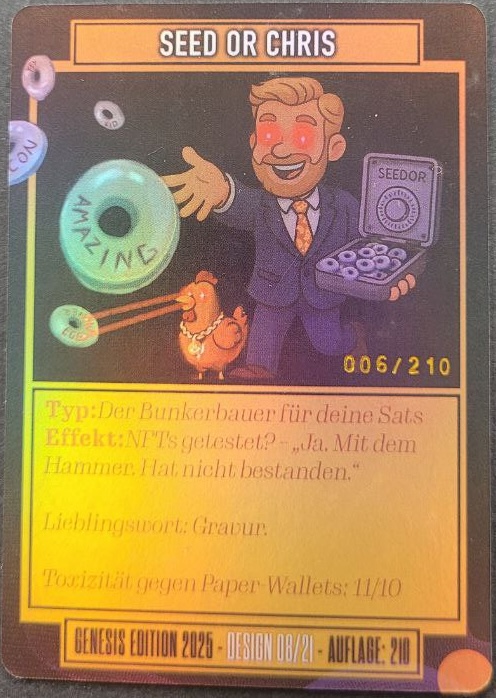 SEED OR CHRIS
AMAZING
SEEDOR
006/210
Typ:Der Bunkerbauer für deine Sats
Effekt:NFTs getestet? – „Ja. Mit dem
Hammer. Hat nicht bestanden.“
Lieblingswort: Gravur.
Toxizität gegen Paper-Wallets: 11/10
GENESIS EDITION 2025 - DESIGN 08/21 - AUFLAGE: 210